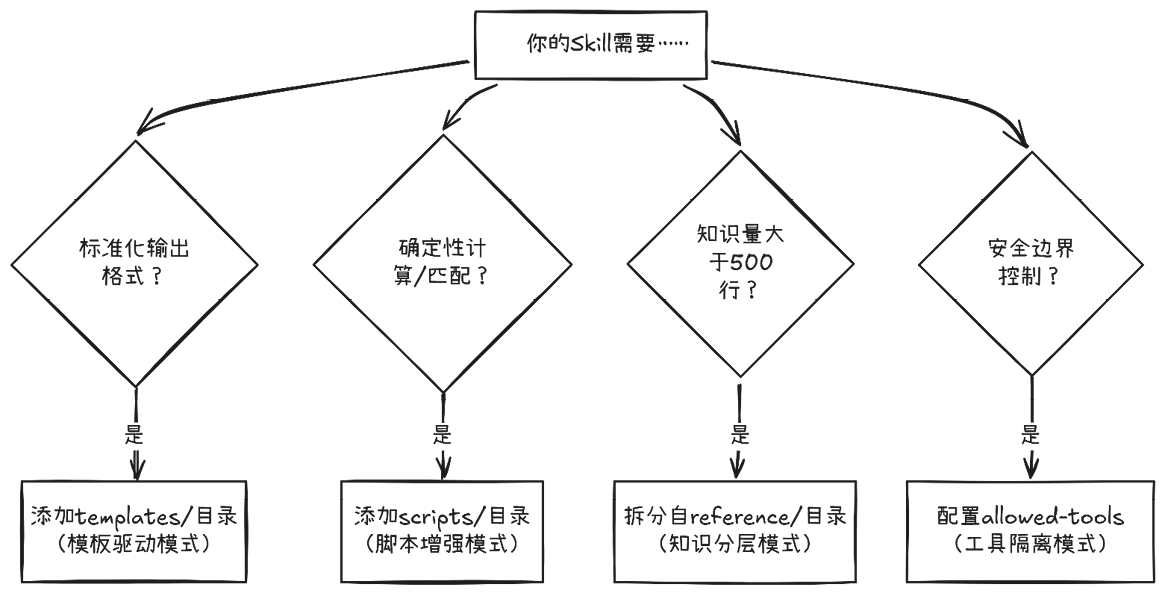 你的Skill需要……
标准化输出
格式？
确定性计
算/匹配？
知识量大
于500
行？
安全边界
控制？
是
是
是
是
添加templates/目录
（模板驱动模式）
添加scripts/目录
（脚本增强模式）
拆分自reference/目录
（知识分层模式）
配置allowed-tools
（工具隔离模式）